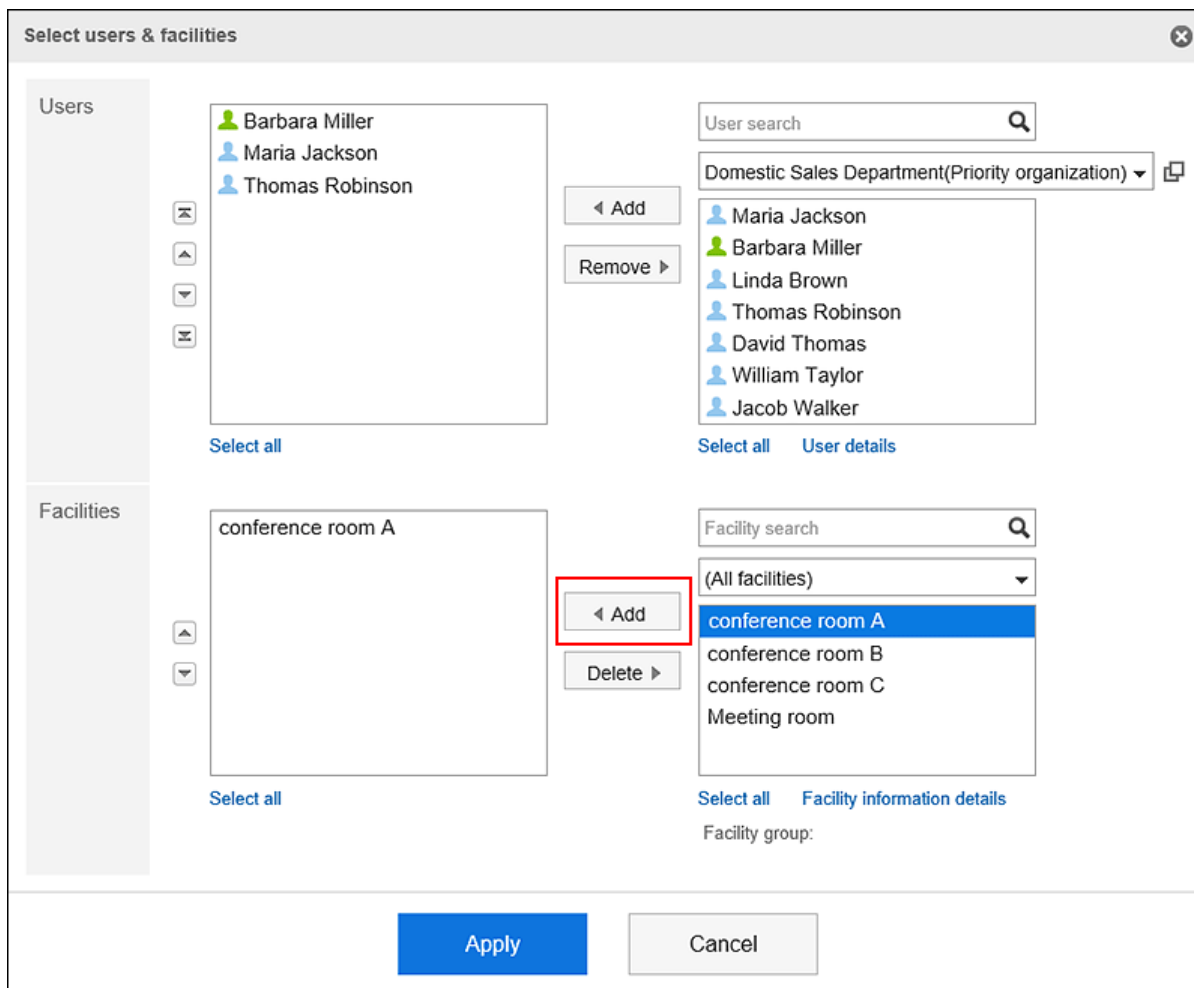 Select users & facilities
Users
Barbara Miller
Maria Jackson
Thomas Robinson
Select all
Add
Remove
User search
Domestic Sales Department(Priority organization)
Maria Jackson
Barbara Miller
Linda Brown
Thomas Robinson
David Thomas
William Taylor
Jacob Walker
Select all User details
Facilities
conference room A
Select all
Add
Delete
Facility search
(All facilities)
conference room A
conference room B
conference room C
Meeting room
Select all Facility information details
Facility group:
Apply Cancel